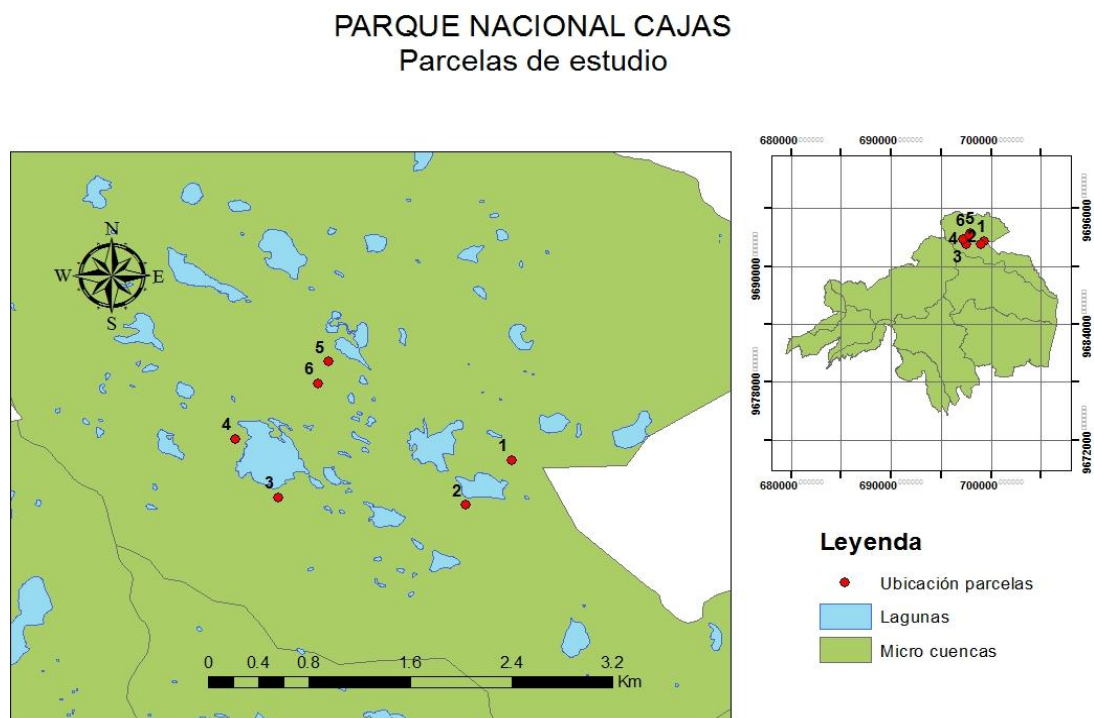 PARQUE NACIONAL CAJAS
Parcelas de estudio
N
W E
S
5
6
4
1
3
2
0 0.4 0.8 1.6 2.4 3.2
Km
680000 690000 700000
65 1
4 2
3
9696000
9690000
9684000
9678000
9672000
680000 690000 700000
Leyenda
Ubicación parcelas
Lagunas
Micro cuencas